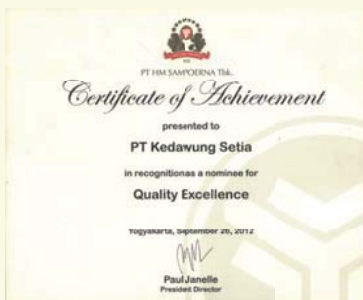 PT HM SAMPOERNA Tbk.
Certificate of Achievement
presented to
PT Kedawung Setia
in recognitionas a nominee for
Quality Excellence
Yogyakarta, September 26, 2012
Paul Janelle
President Director